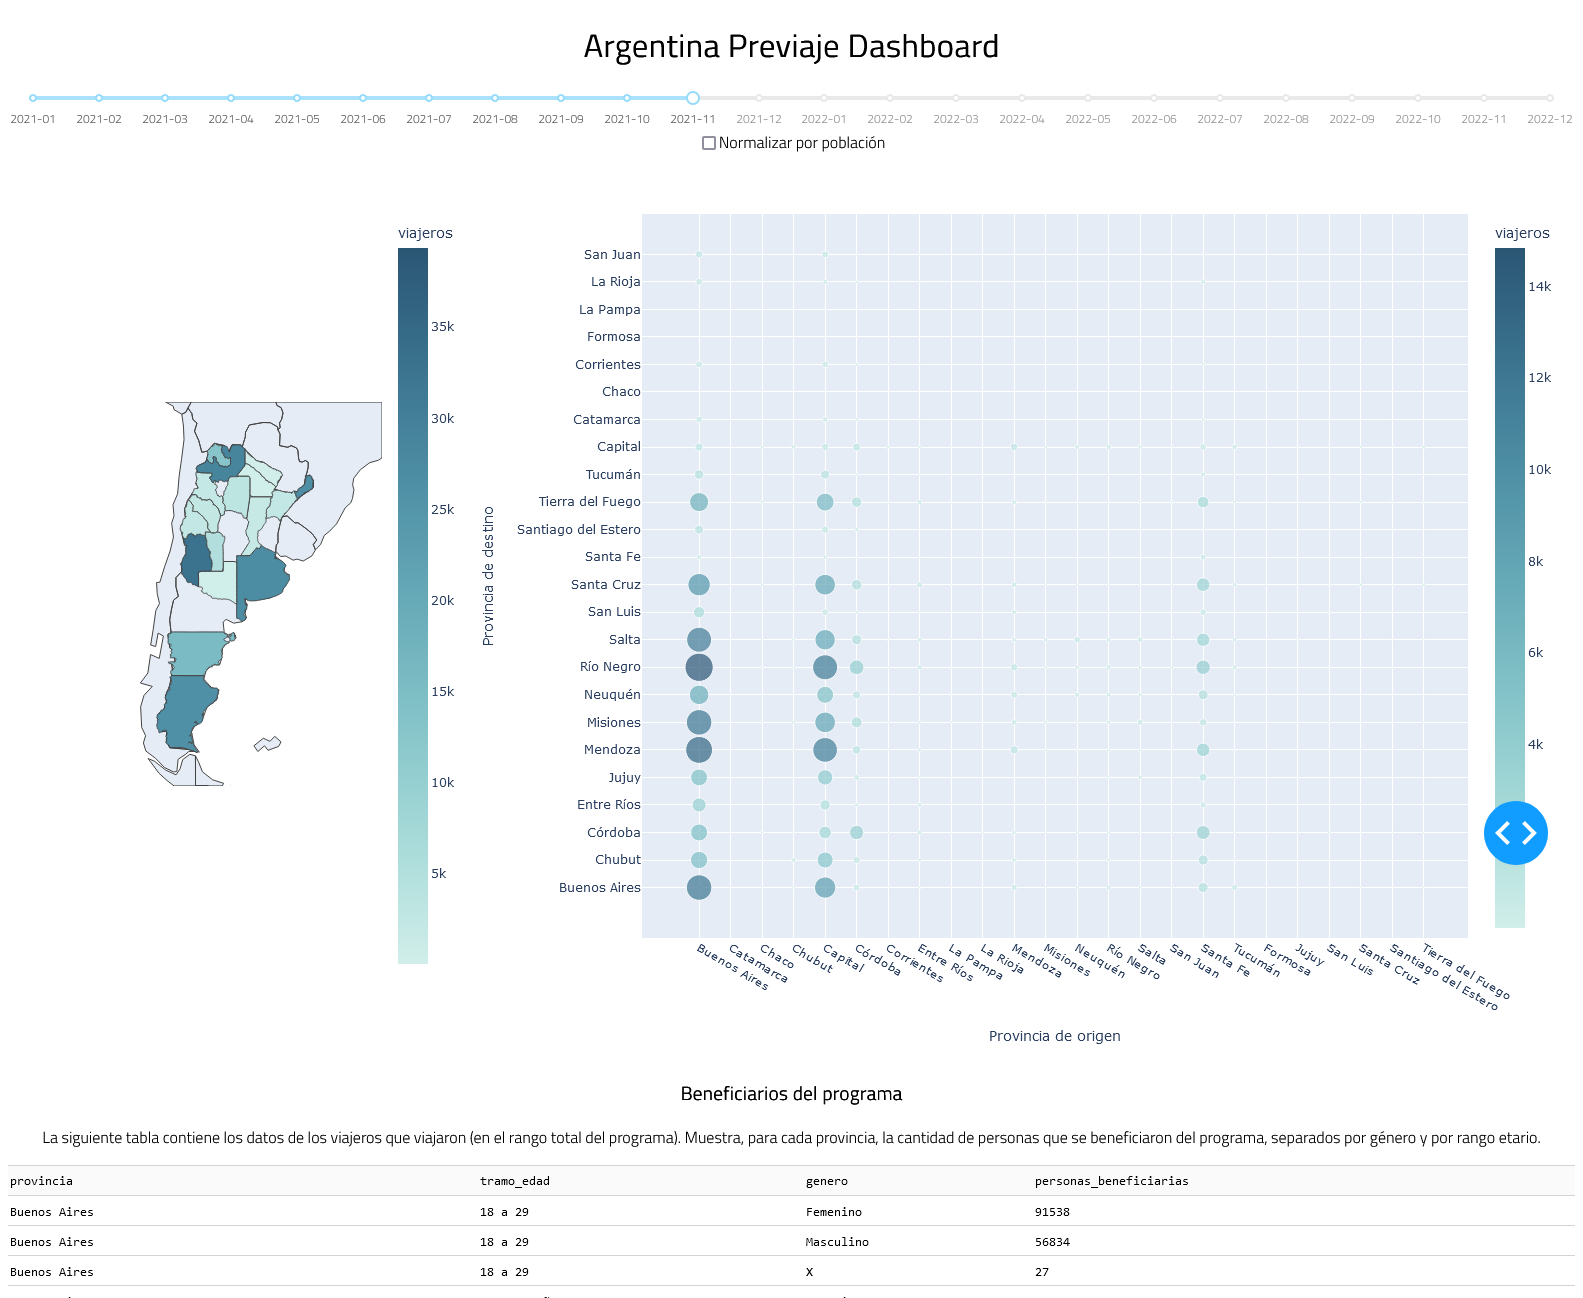 Argentina Previaje Dashboard
2021-01 2021-02 2021-03 2021-04 2021-05 2021-06 2021-07 2021-08 2021-09 2021-10 2021-11 2021-12 2022-01 2022-02 2022-03 2022-04 2022-05 2022-06 2022-07 2022-08 2022-09 2022-10 2022-11 2022-12
Normalizar por población
viajeros
35k
30k
25k
20k
15k
10k
5k
Provincia de destino
San Juan
La Rioja
La Pampa
Formosa
Corrientes
Chaco
Catamarca
Capital
Tucumán
Tierra del Fuego
Santiago del Estero
Santa Fe
Santa Cruz
San Luis
Salta
Río Negro
Neuquén
Misiones
Mendoza
Jujuy
Entre Ríos
Córdoba
Chubut
Buenos Aires
Buenos Aires
Catamarca
Chaco
Chubut
Capital
Córdoba
Corrientes
Entre Ríos
La Pampa
La Rioja
Mendoza
Misiones
Neuquén
Río Negro
Salta
San Juan
Santa Fe
Tucumán
Formosa
Jujuy
San Luis
Santa Cruz
Santiago del Estero
Tierra del Fuego
Provincia de origen
viajeros
14k
12k
10k
8k
6k
4k
Beneficiarios del programa
La siguiente tabla contiene los datos de los viajeros que viajaron (en el rango total del programa). Muestra, para cada provincia, la cantidad de personas que se beneficiaron del programa, separados por género y por rango etario.
provincia tramo_edad genero personas_beneficiarias
Buenos Aires 18 a 29 Femenino 91538
Buenos Aires 18 a 29 Masculino 56834
Buenos Aires 18 a 29 X 27